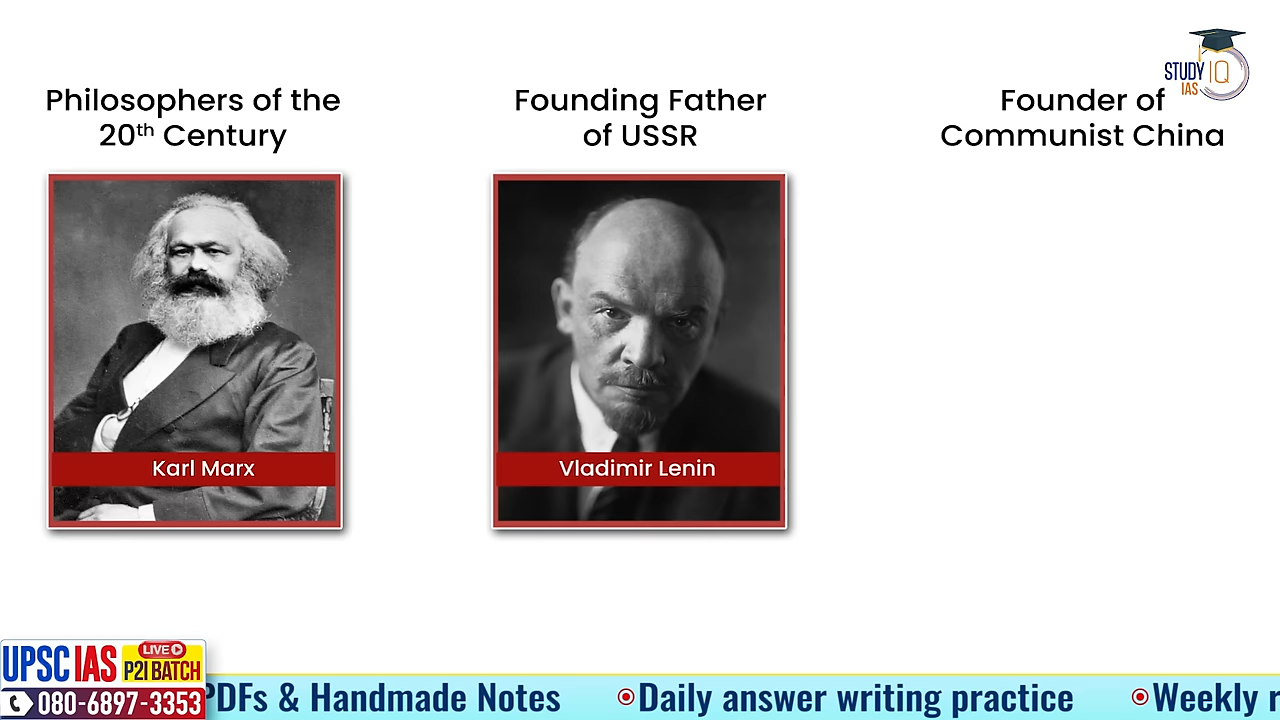 Philosophers of the
20th Century
Founding Father
of USSR
Founder of
Communist China
STUDY IQ
IAS
Karl Marx
Vladimir Lenin
UPSC IAS
LIVE
P2I BATCH
080-6897-3353
PDFs & Handmade Notes
Daily answer writing practice
Weekly r